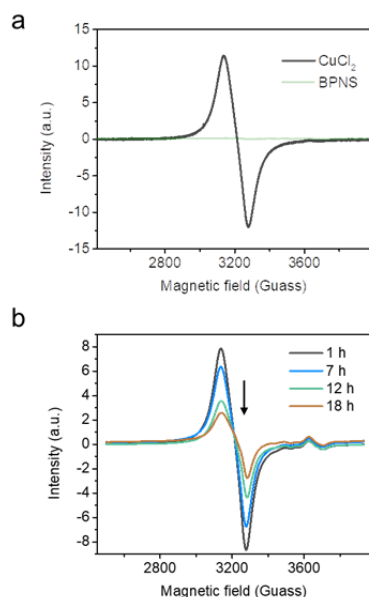 a
15
10
5
0
-5
-10
-15
Intensity (a.u.)
CuCl₂
BPNS
2800 3200 3600
Magnetic field (Guass)
b
8
6
4
2
0
-2
-4
-6
-8
Intensity (a.u.)
1 h
7 h
12 h
18 h
2800 3200 3600
Magnetic field (Guass)